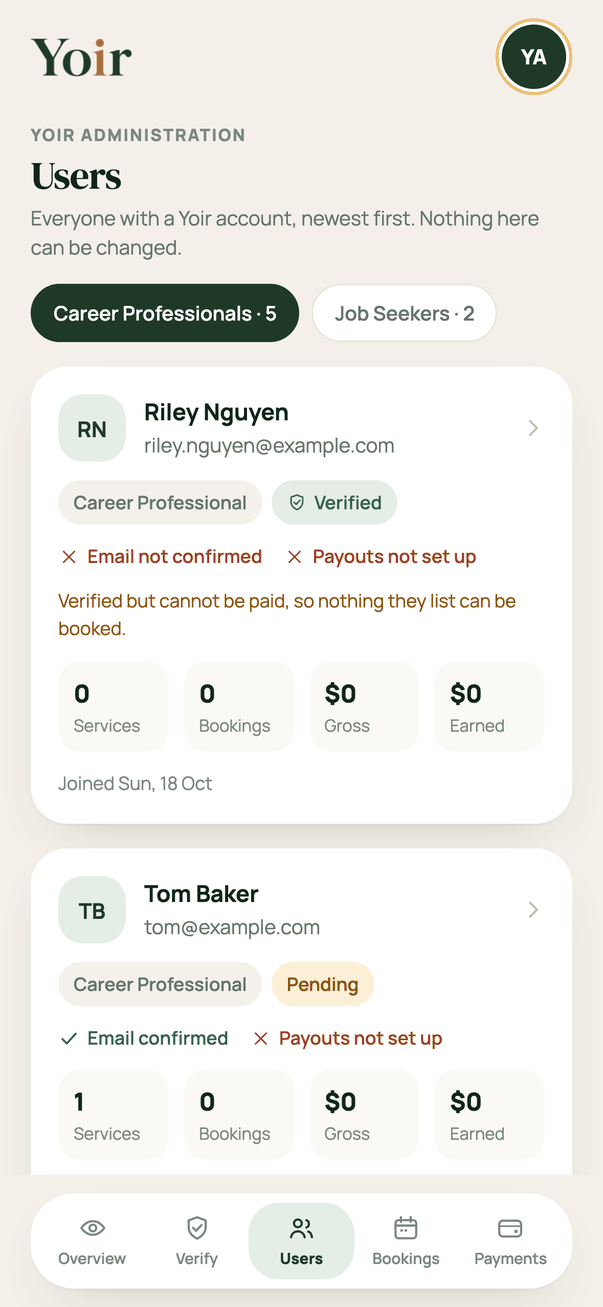 Yoir
YA
YOIR ADMINISTRATION
Users
Everyone with a Yoir account, newest first. Nothing here
can be changed.
Career Professionals · 5
Job Seekers · 2
RN
Riley Nguyen
riley.nguyen@example.com
Career Professional
Verified
Email not confirmed
Payouts not set up
Verified but cannot be paid, so nothing they list can be
booked.
0
Services
0
Bookings
$0
Gross
$0
Earned
Joined Sun, 18 Oct
TB
Tom Baker
tom@example.com
Career Professional
Pending
Email confirmed
Payouts not set up
1
Services
0
Bookings
$0
Gross
$0
Earned
Overview
Verify
Users
Bookings
Payments